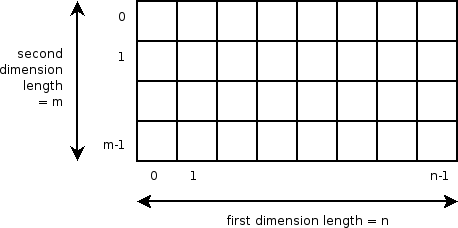 0
second
dimension
length
= m
1
m-1
0 1 n-1
first dimension length = n